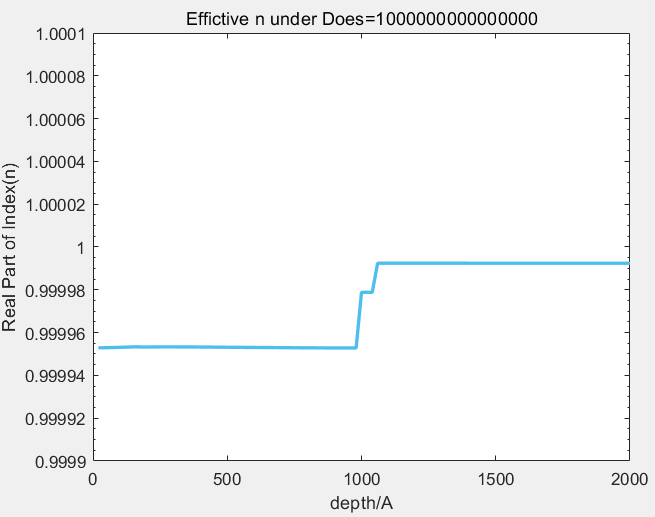 Effictive n under Does=1000000000000000
1.0001
1.00008
1.00006
1.00004
1.00002
1
0.99998
0.99996
0.99994
0.99992
0.9999
Real Part of Index(n)
0 500 1000 1500 2000
depth/A